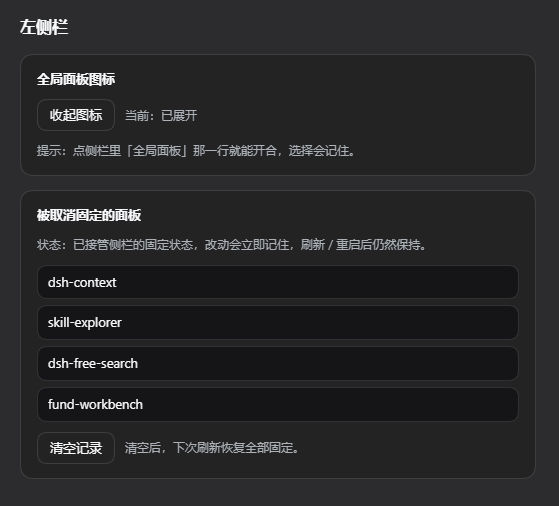 左侧栏
全局面板图标
收起图标 当前：已展开
提示：点侧栏里「全局面板」那一行就能开合，选择会记住。
被取消固定的面板
状态：已接管侧栏的固定状态，改动会立即记住，刷新 / 重启后仍然保持。
dsh-context
skill-explorer
dsh-free-search
fund-workbench
清空记录 清空后，下次刷新恢复全部固定。